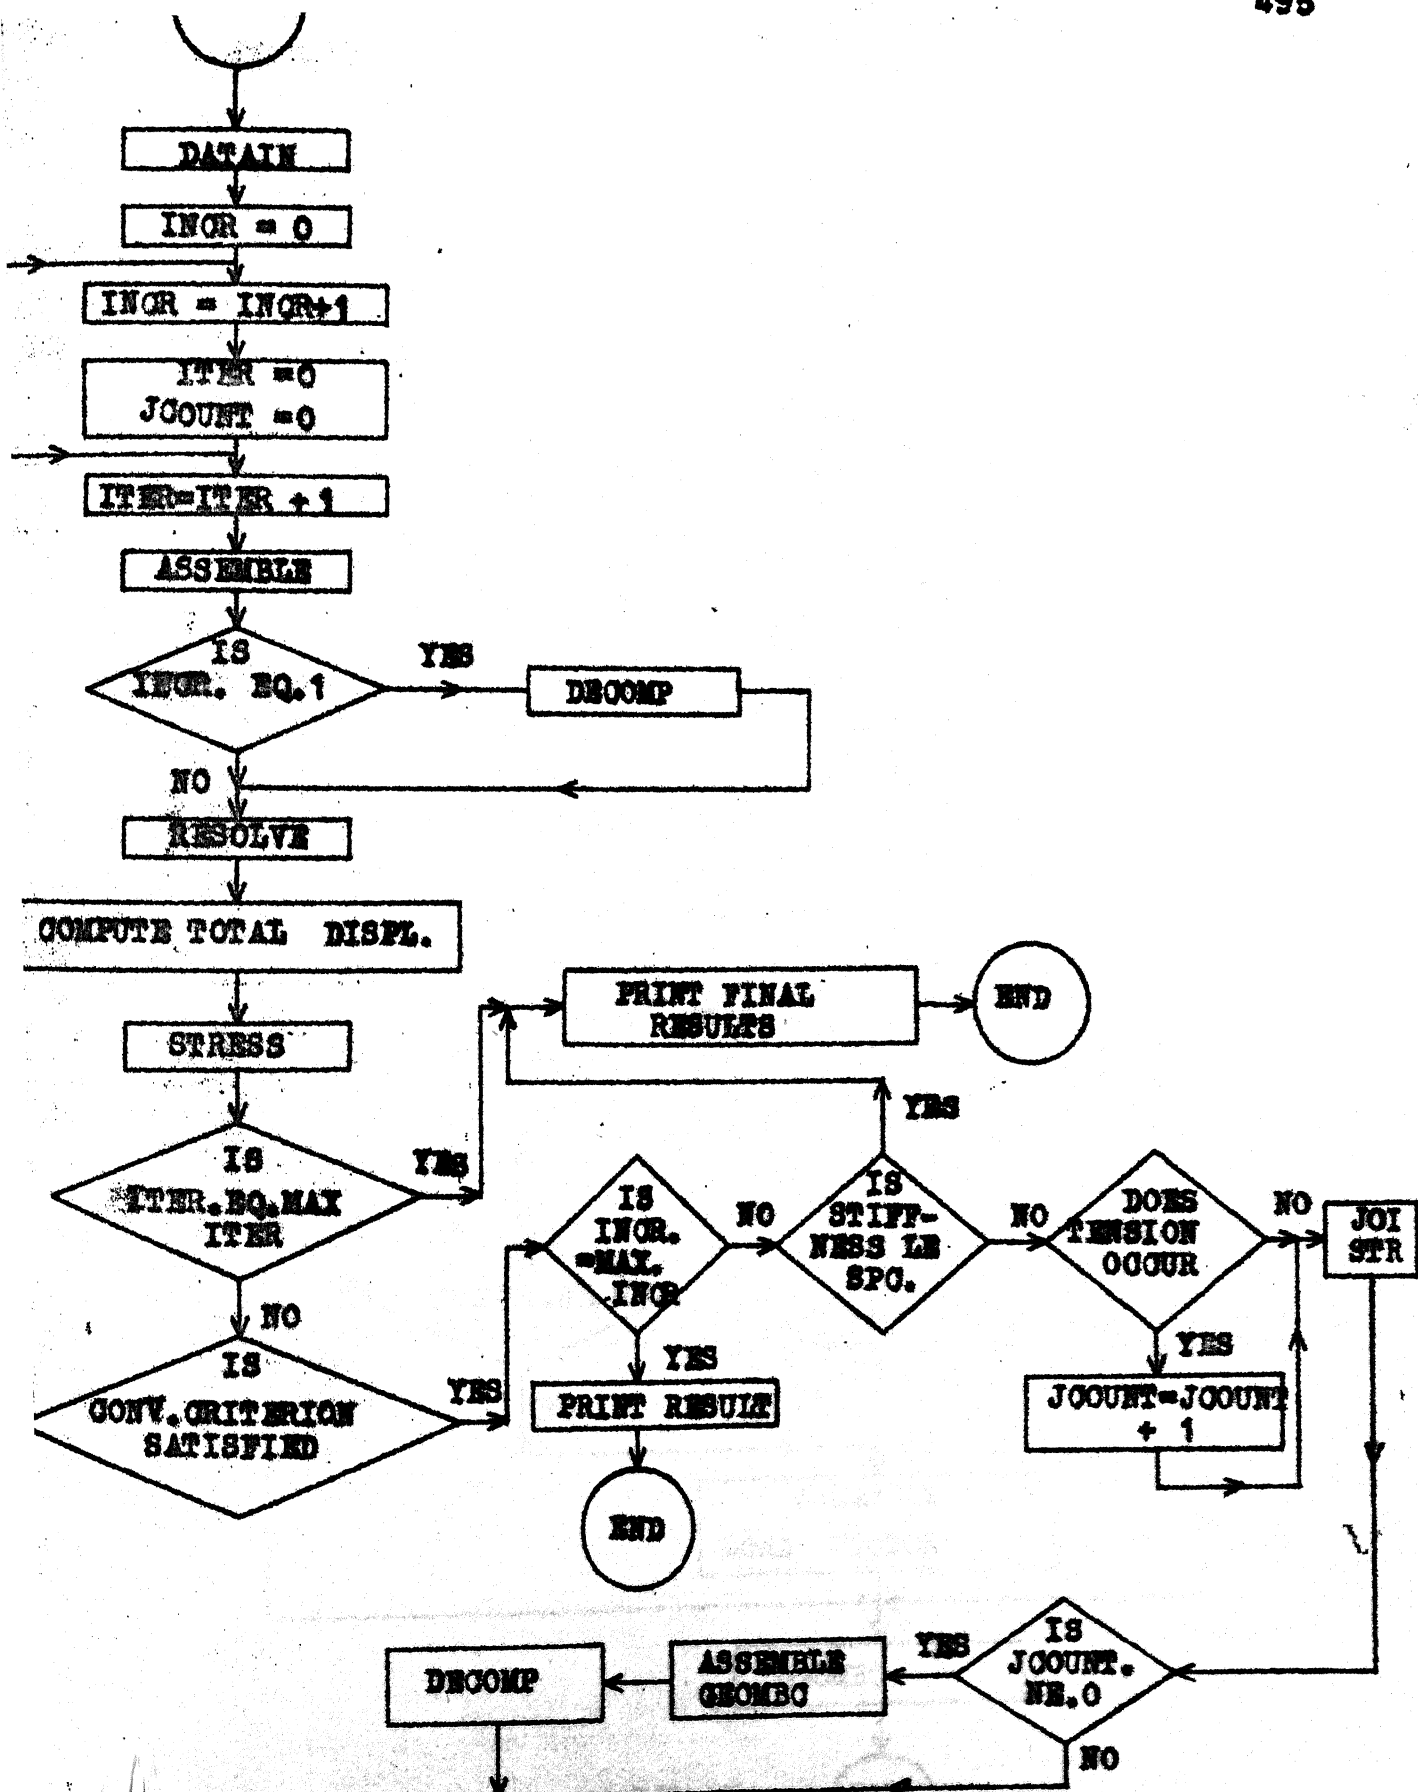 495
DATAIN
INCR = 0
INCR = INCR+1
ITER =0
JCOUNT =0
ITER=ITER + 1
ASSEMBLE
IS
INCR. EQ.1
YES
DECOMP
NO
RESOLVE
COMPUTE TOTAL DISPL.
STRESS
PRINT FINAL
RESULTS
END
IS
ITER.EQ.MAX
ITER
YES
NO
IS
CONV.CRITERION
SATISFIED
YES
IS
INCR.
=MAX.
INCR
NO
YES
PRINT RESULT
END
IS
STIFF-
NESS LE
SPC.
YES
NO
DOES
TENSION
OCCUR
NO
YES
JCOUNT=JCOUNT
+ 1
JOI
STR
IS
JCOUNT.
NE.0
YES
NO
ASSEMBLE
GEOMBC
DECOMP